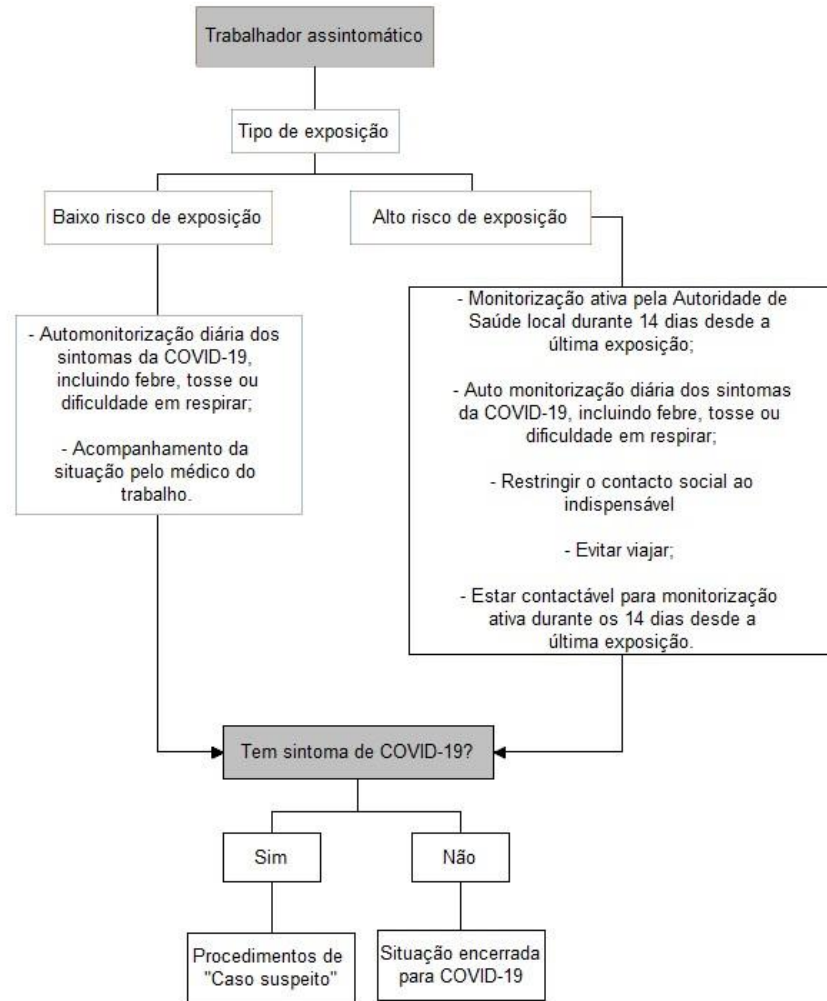 Trabalhador assintomático
Tipo de exposição
Baixo risco de exposição
Alto risco de exposição
- Automonitorização diária dos
sintomas da COVID-19,
incluindo febre, tosse ou
dificuldade em respirar;
- Acompanhamento da
situação pelo médico do
trabalho.
- Monitorização ativa pela Autoridade de
Saúde local durante 14 dias desde a
última exposição;
- Auto monitorização diária dos sintomas
da COVID-19, incluindo febre, tosse ou
dificuldade em respirar;
- Restringir o contacto social ao
indispensável
- Evitar viajar;
- Estar contactável para monitorização
ativa durante os 14 dias desde a
última exposição.
Tem sintoma de COVID-19?
Sim
Não
Procedimentos de
"Caso suspeito"
Situação encerrada
para COVID-19